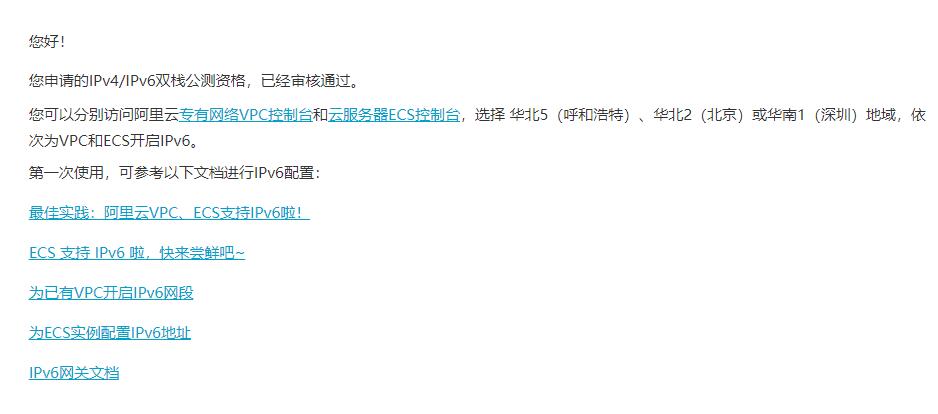 您好！
您申请的IPv4/IPv6双栈公测资格，已经审核通过。
您可以分别访问阿里云专有网络VPC控制台和云服务器ECS控制台，选择 华北5（呼和浩特）、华北2（北京）或华南1（深圳）地域，依
次为VPC和ECS开启IPv6。
第一次使用，可参考以下文档进行IPv6配置：
最佳实践：阿里云VPC、ECS支持IPv6啦！
ECS 支持 IPv6 啦，快来尝鲜吧~
为已有VPC开启IPv6网段
为ECS实例配置IPv6地址
IPv6网关文档